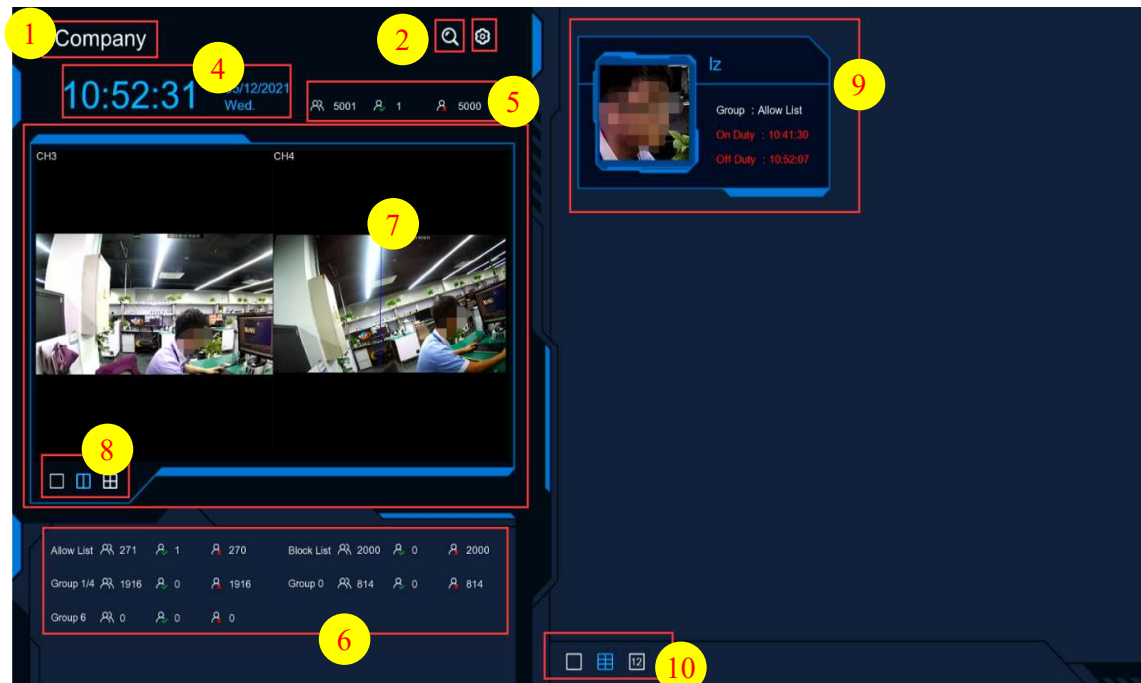 1
Company
2
4
10:52:31
/12/2021
Wed.
5001 1 5000
5
CH3
CH4
7
8
Allow List 271 1 270 Block List 2000 0 2000
Group 1/4 1916 0 1916 Group 0 814 0 814
Group 6 0 0 0
6
lz
Group : Allow List
On Duty : 10:41:30
Off Duty : 10:52:07
9
12
10